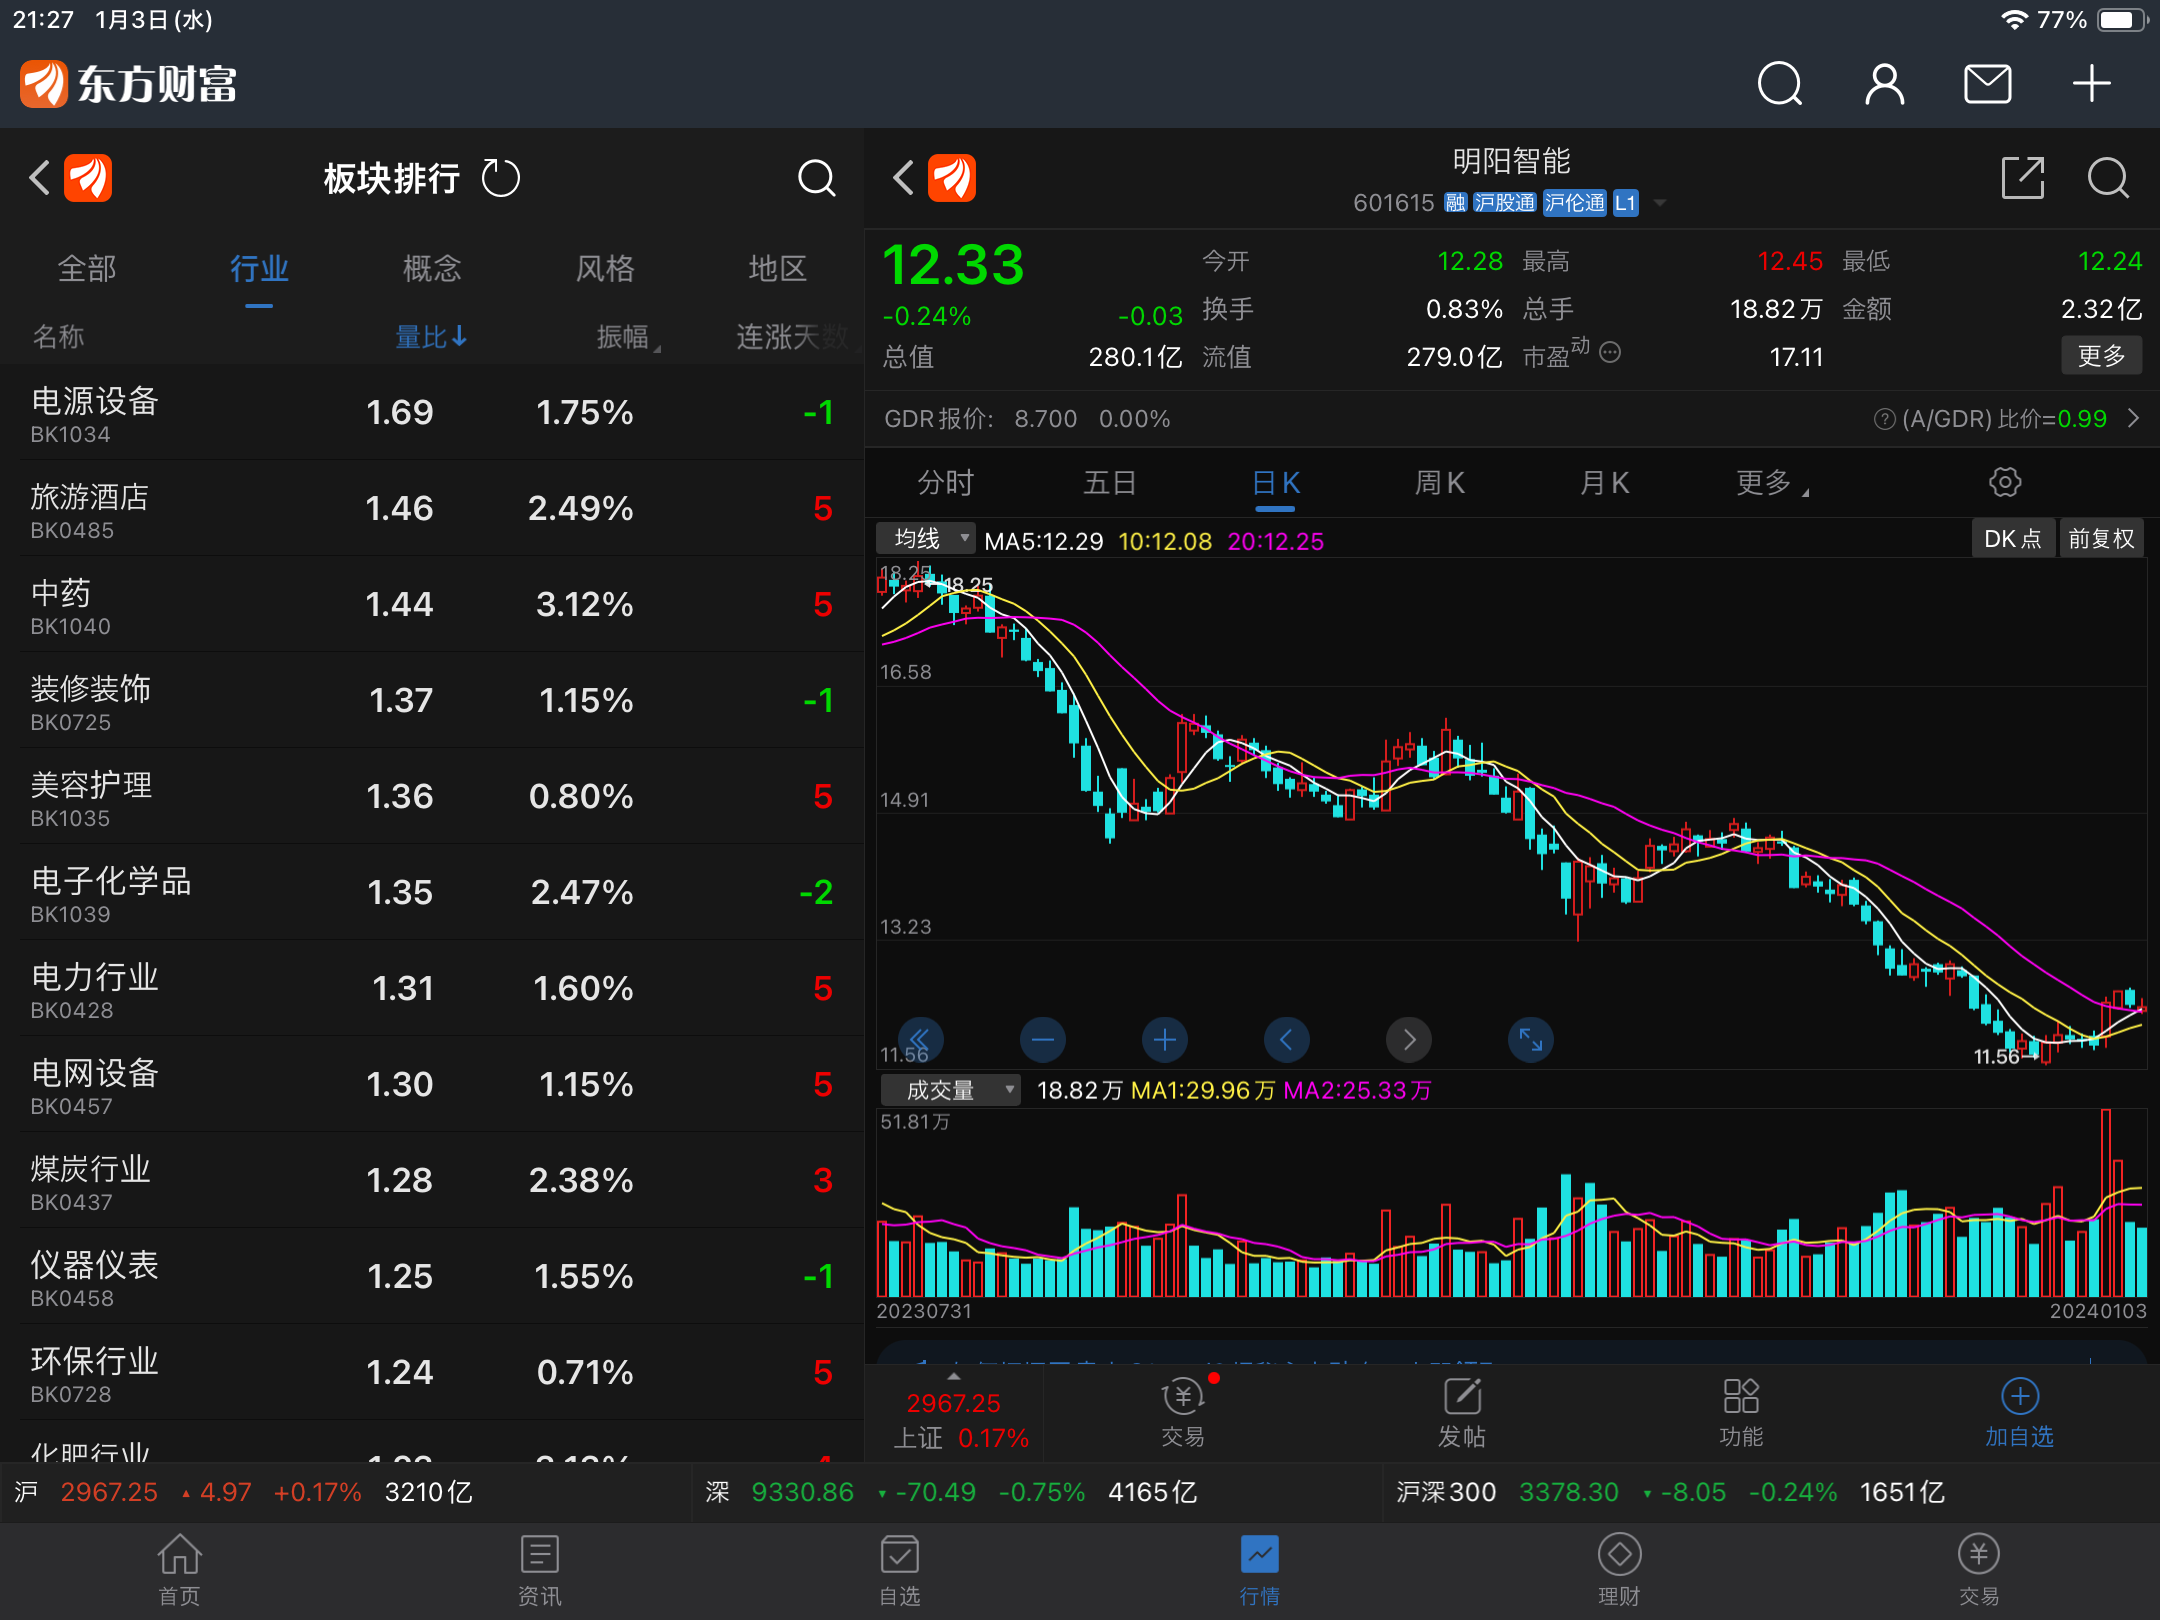 21:27 1月3日(水) 77%
东方财富
板块排行
全部 行业 概念 风格 地区
名称 量比↓ 振幅 连涨天数
电源设备 1.69 1.75% -1
BK1034
旅游酒店 1.46 2.49% 5
BK0485
中药 1.44 3.12% 5
BK1040
装修装饰 1.37 1.15% -1
BK0725
美容护理 1.36 0.80% 5
BK1035
电子化学品 1.35 2.47% -2
BK1039
电力行业 1.31 1.60% 5
BK0428
电网设备 1.30 1.15% 5
BK0457
煤炭行业 1.28 2.38% 3
BK0437
仪器仪表 1.25 1.55% -1
BK0458
环保行业 1.24 0.71% 5
BK0728
化肥行业
明阳智能
601615 融 沪股通 沪伦通 L1
12.33 今开 12.28 最高 12.45 最低 12.24
-0.24% -0.03 换手 0.83% 总手 18.82万 金额 2.32亿
总值 280.1亿 流值 279.0亿 市盈动 17.11 更多
GDR报价: 8.700 0.00% (A/GDR)比价=0.99
分时 五日 日K 周K 月K 更多
均线 MA5:12.29 10:12.08 20:12.25 DK点 前复权
18.25
18.25
16.58
14.91
13.23
11.56
11.56
成交量 18.82万 MA1:29.96万 MA2:25.33万
51.81万
20230731 20240103
2967.25
上证 0.17%
交易 发帖 功能 加自选
沪 2967.25 4.97 +0.17% 3210亿 深 9330.86 -70.49 -0.75% 4165亿 沪深300 3378.30 -8.05 -0.24% 1651亿
首页 资讯 自选 行情 理财 交易